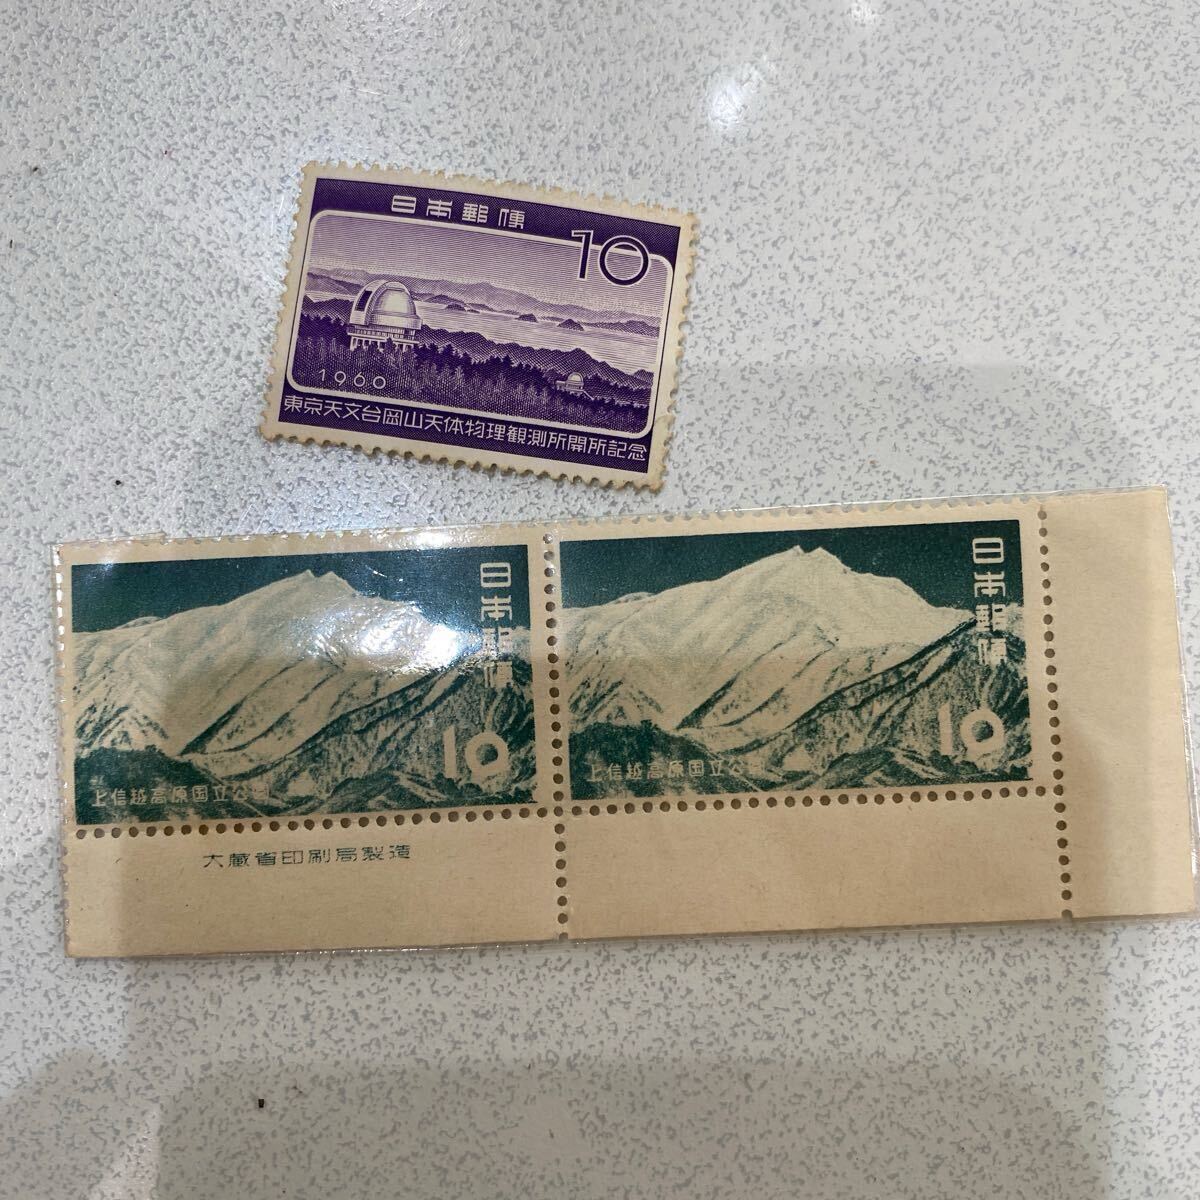 日本郵便
10
1960
東京天文台岡山天体物理観測所開所記念
日本郵便
10
上信越高原国立公園
大蔵省印刷局製造
日本郵便
10
上信越高原国立公園